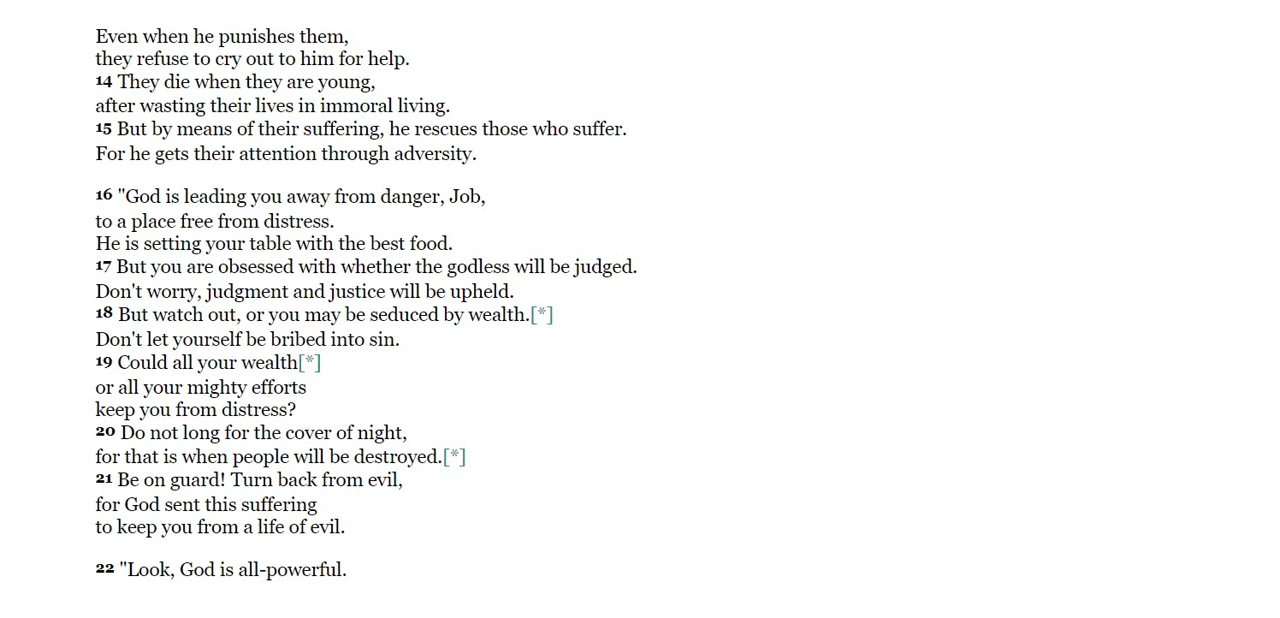 Even when he punishes them,
they refuse to cry out to him for help.
14 They die when they are young,
after wasting their lives in immoral living.
15 But by means of their suffering, he rescues those who suffer.
For he gets their attention through adversity.
16 "God is leading you away from danger, Job,
to a place free from distress.
He is setting your table with the best food.
17 But you are obsessed with whether the godless will be judged.
Don't worry, judgment and justice will be upheld.
18 But watch out, or you may be seduced by wealth.[*]
Don't let yourself be bribed into sin.
19 Could all your wealth[*]
or all your mighty efforts
keep you from distress?
20 Do not long for the cover of night,
for that is when people will be destroyed.[*]
21 Be on guard! Turn back from evil,
for God sent this suffering
to keep you from a life of evil.
22 "Look, God is all-powerful.